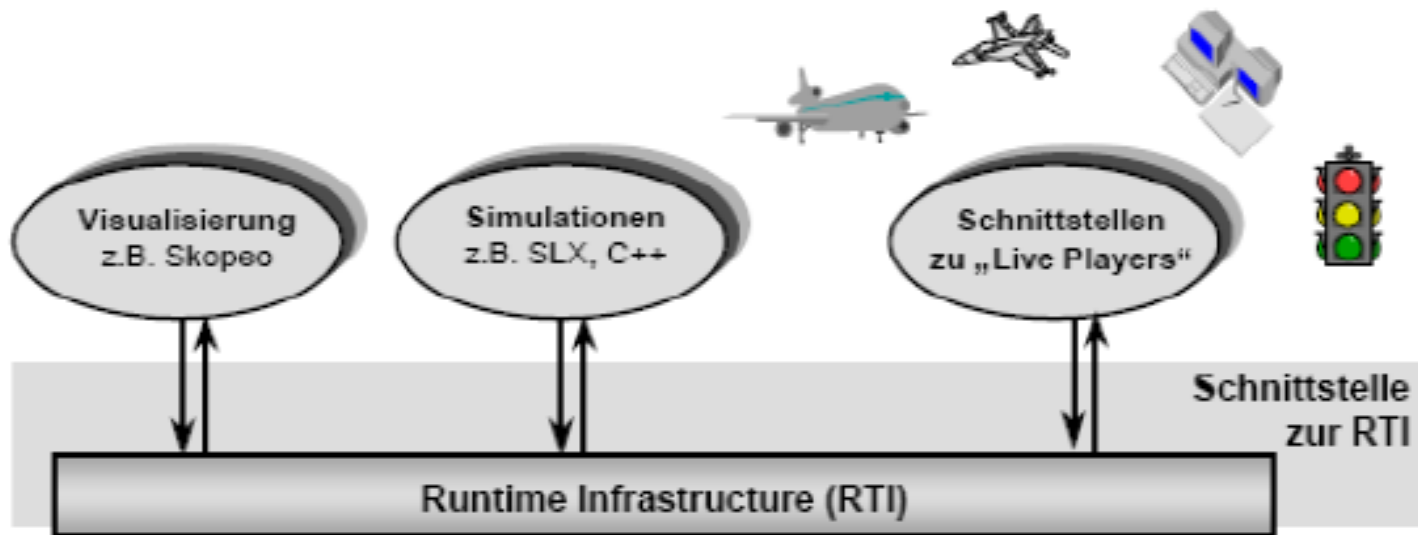 Visualisierung
z.B. Skopeo
Simulationen
z.B. SLX, C++
Schnittstellen
zu „Live Players“
Schnittstelle
zur RTI
Runtime Infrastructure (RTI)